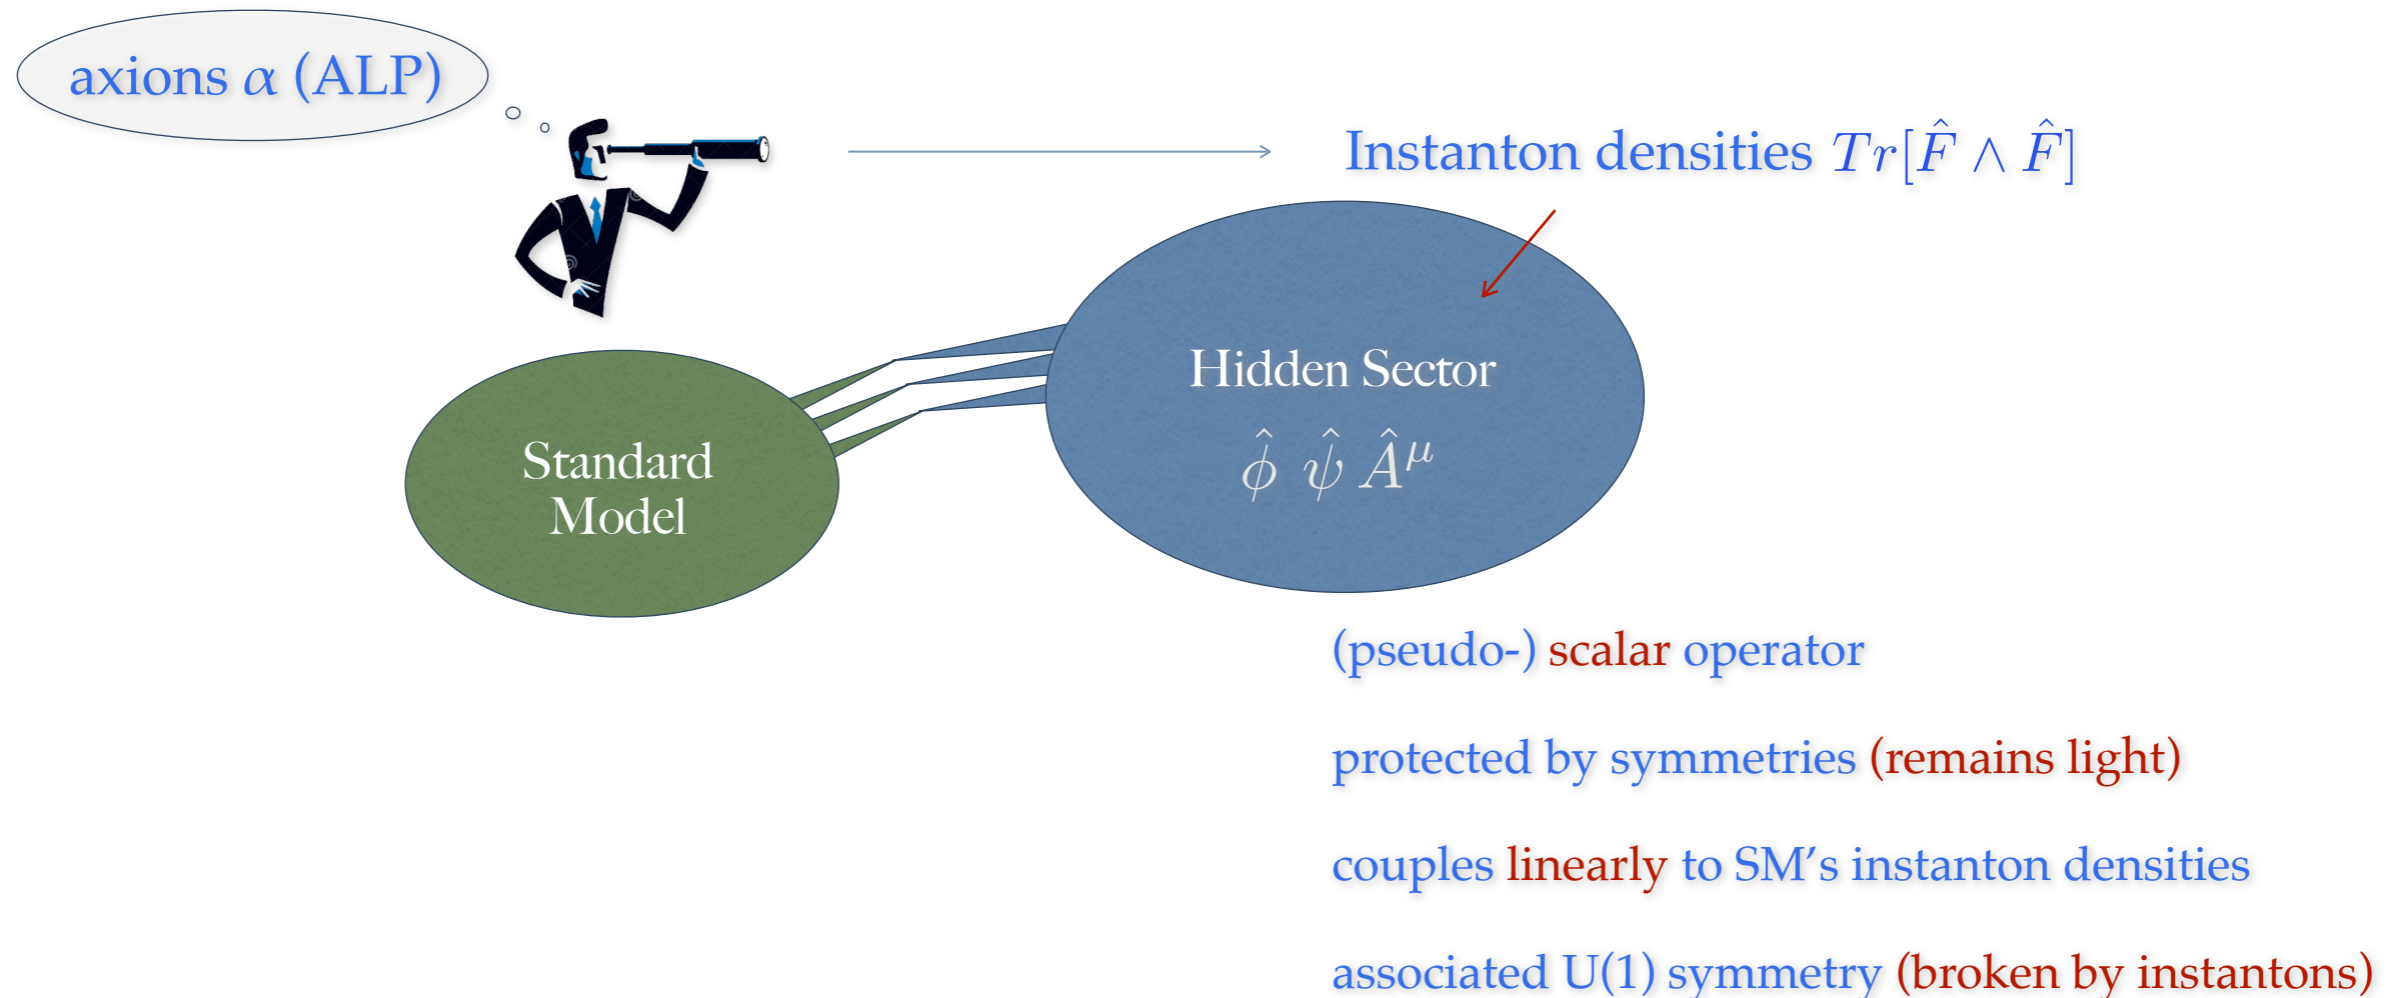 axions α (ALP)
Instanton densities Tr[F̂ ∧ F̂]
Hidden Sector
ϕ̂ ψ̂ Â^μ
Standard
Model
(pseudo-) scalar operator
protected by symmetries (remains light)
couples linearly to SM’s instanton densities
associated U(1) symmetry (broken by instantons)